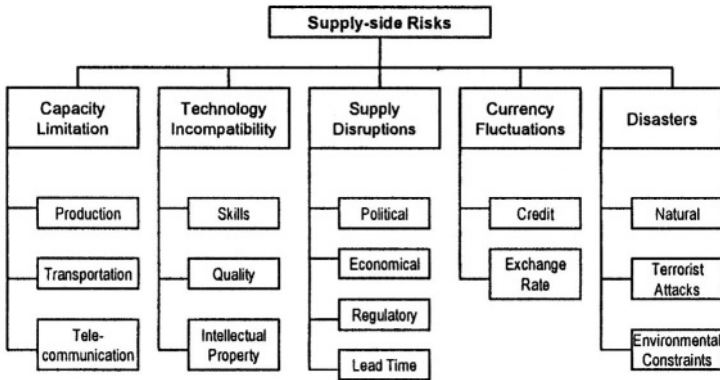 Supply-side Risks
Capacity
Limitation
Technology
Incompatibility
Supply
Disruptions
Currency
Fluctuations
Disasters
Production
Transportation
Tele-
communication
Skills
Quality
Intellectual
Property
Political
Economical
Regulatory
Lead Time
Credit
Exchange
Rate
Natural
Terrorist
Attacks
Environmental
Constraints